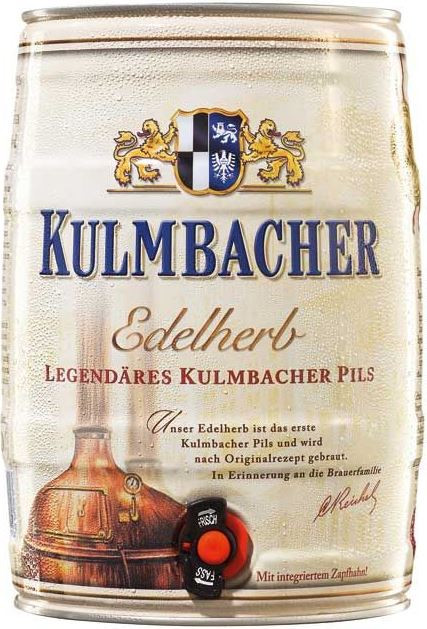 KULMBACHER
Edelherb
LEGENDÄRES KULMBACHER PILS
Unser Edelherb ist das erste
Kulmbacher Pils und wird
nach Originalrezept gebraut.
In Erinnerung an die Brauerfamilie
CReichel
FRISCH
FASS
Mit integriertem Zapfhahn!